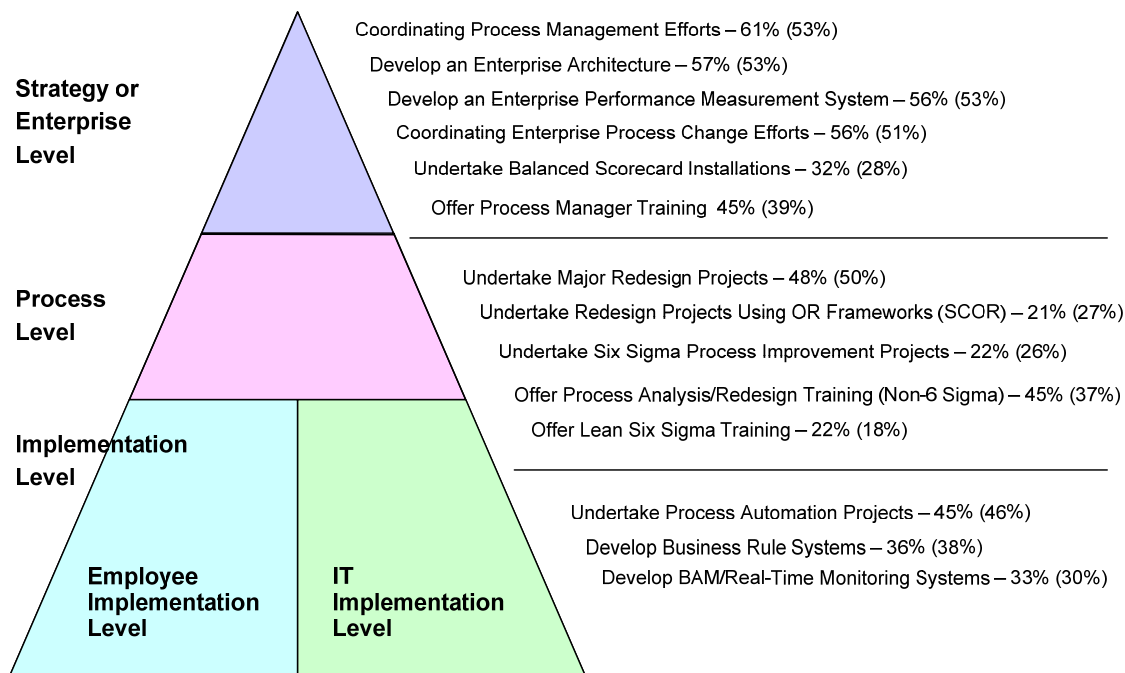 Coordinating Process Management Efforts – 61% (53%)
Develop an Enterprise Architecture – 57% (53%)
Develop an Enterprise Performance Measurement System – 56% (53%)
Coordinating Enterprise Process Change Efforts – 56% (51%)
Undertake Balanced Scorecard Installations – 32% (28%)
Offer Process Manager Training 45% (39%)
Strategy or
Enterprise
Level
Undertake Major Redesign Projects – 48% (50%)
Undertake Redesign Projects Using OR Frameworks (SCOR) – 21% (27%)
Undertake Six Sigma Process Improvement Projects – 22% (26%)
Offer Process Analysis/Redesign Training (Non-6 Sigma) – 45% (37%)
Offer Lean Six Sigma Training – 22% (18%)
Process
Level
Implementation
Level
Undertake Process Automation Projects – 45% (46%)
Develop Business Rule Systems – 36% (38%)
Develop BAM/Real-Time Monitoring Systems – 33% (30%)
Employee
Implementation
Level
IT
Implementation
Level